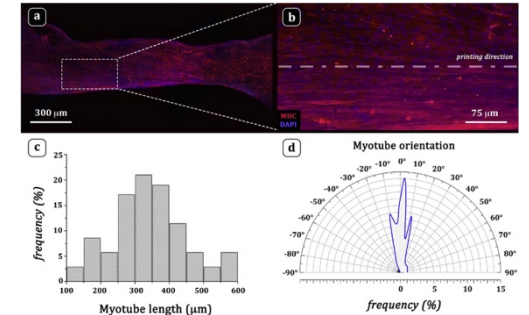 a
300 μm
b
printing direction
MHC
DAPI
75 μm
c
frequency (%)
25
20
15
10
5
0
100
200
300
400
500
600
Myotube length (μm)
d
Myotube orientation
-90°
-80°
-70°
-60°
-50°
-40°
-30°
-20°
-10°
0°
10°
20°
30°
40°
50°
60°
70°
80°
90°
0
5
10
15
frequency (%)